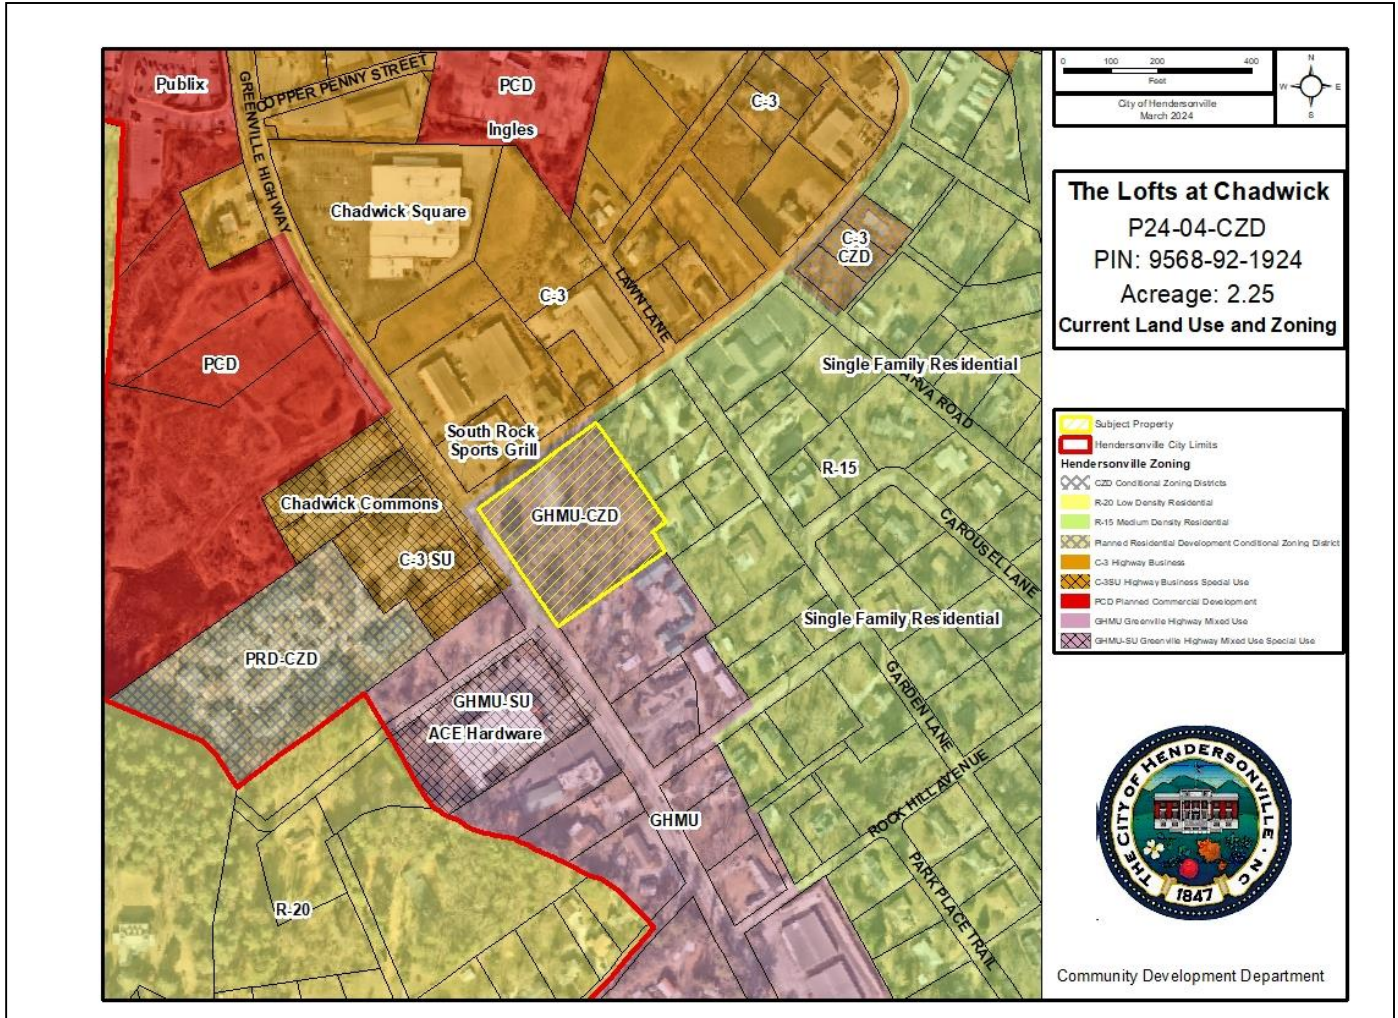 Publix
GREENVILLE HIGHWAY
COPPER PENNY STREET
PCD
Ingles
C-3
Chadwick Square
C-3
CZD
LAWN LANE
C-3
PCD
Single Family Residential
ARVA ROAD
South Rock
Sports Grill
R-15
Chadwick Commons
GHMU-CZD
CAROUSEL LANE
C-3 SU
Single Family Residential
PRD-CZD
GARDEN LANE
GHMU-SU
ACE Hardware
ROCK HILL AVENUE
GHMU
PARK PLACE TRAIL
R-20
0 100 200 400
Feet
City of Hendersonville
March 2024
N
W E
S
The Lofts at Chadwick
P24-04-CZD
PIN: 9568-92-1924
Acreage: 2.25
Current Land Use and Zoning
Subject Property
Hendersonville City Limits
Hendersonville Zoning
CZD Conditional Zoning Districts
R-20 Low Density Residential
R-15 Medium Density Residential
Planned Residential Development Conditional Zoning District
C-3 Highway Business
C-3SU Highway Business Special Use
PCD Planned Commercial Development
GHMU Greenville Highway Mixed Use
GHMU-SU Greenville Highway Mixed Use Special Use
THE CITY OF HENDERSONVILLE, NC
1847
Community Development Department